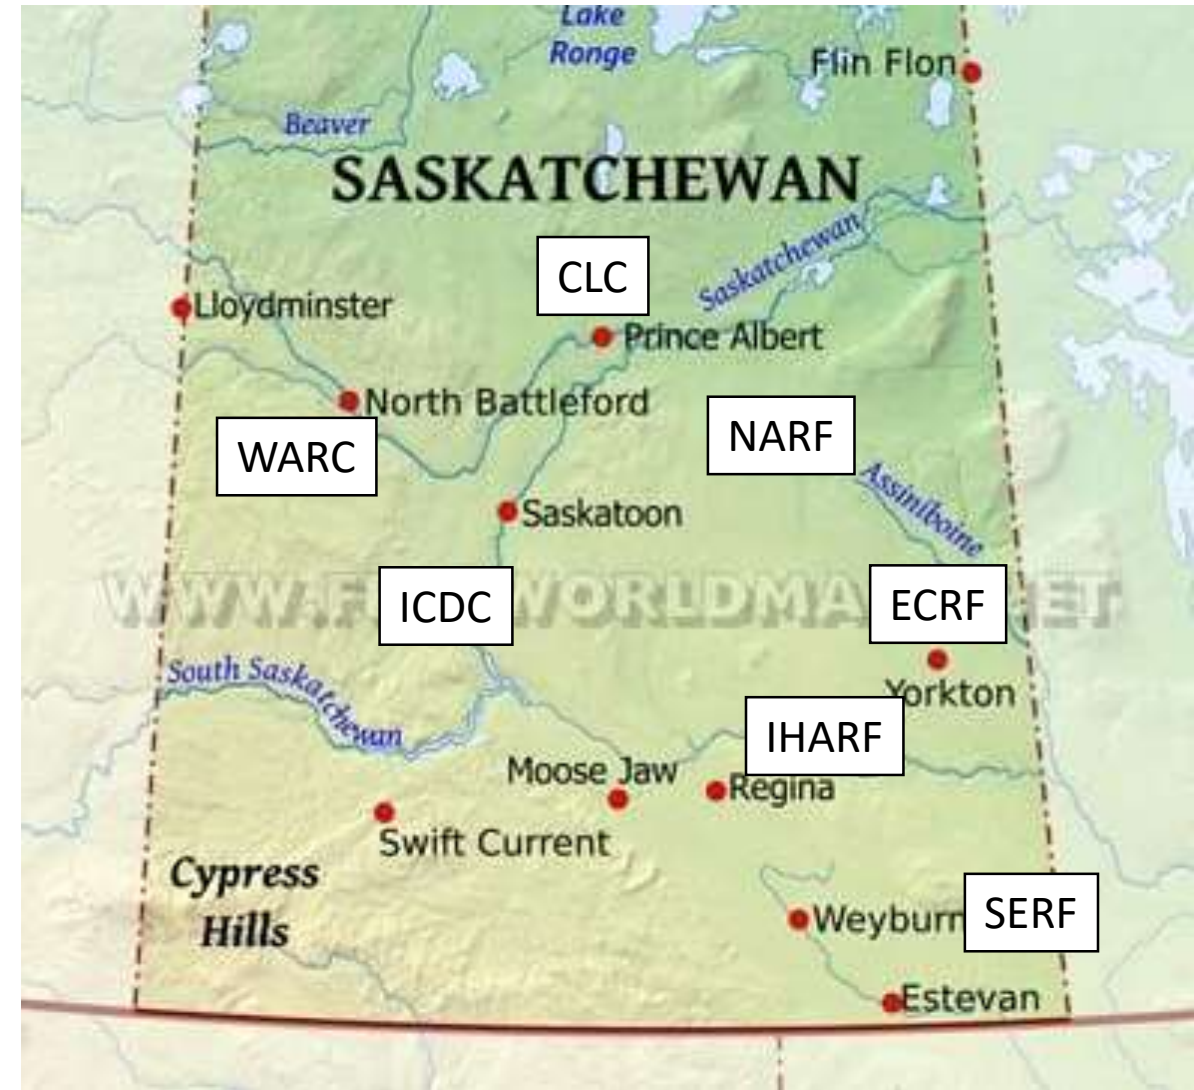 Lake
Ronge
Flin Flon
Beaver
SASKATCHEWAN
Saskatchewan
CLC
Lloydminster
Prince Albert
North Battleford
NARF
WARC
Assiniboine
Saskatoon
ICDC
ECRF
South Saskatchewan
Yorkton
IHARF
Moose Jaw
Regina
Swift Current
Cypress
Hills
SERF
Weyburn
Estevan